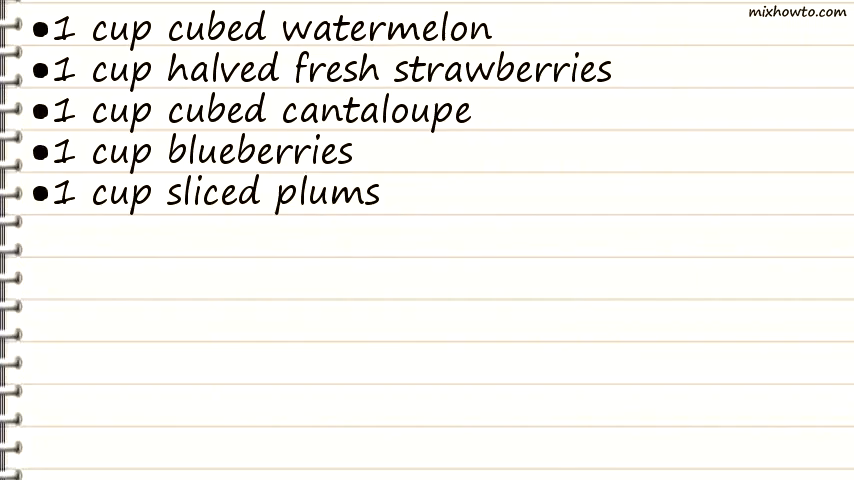 mixhowto.com
•1 cup cubed watermelon
•1 cup halved fresh strawberries
•1 cup cubed cantaloupe
•1 cup blueberries
•1 cup sliced plums